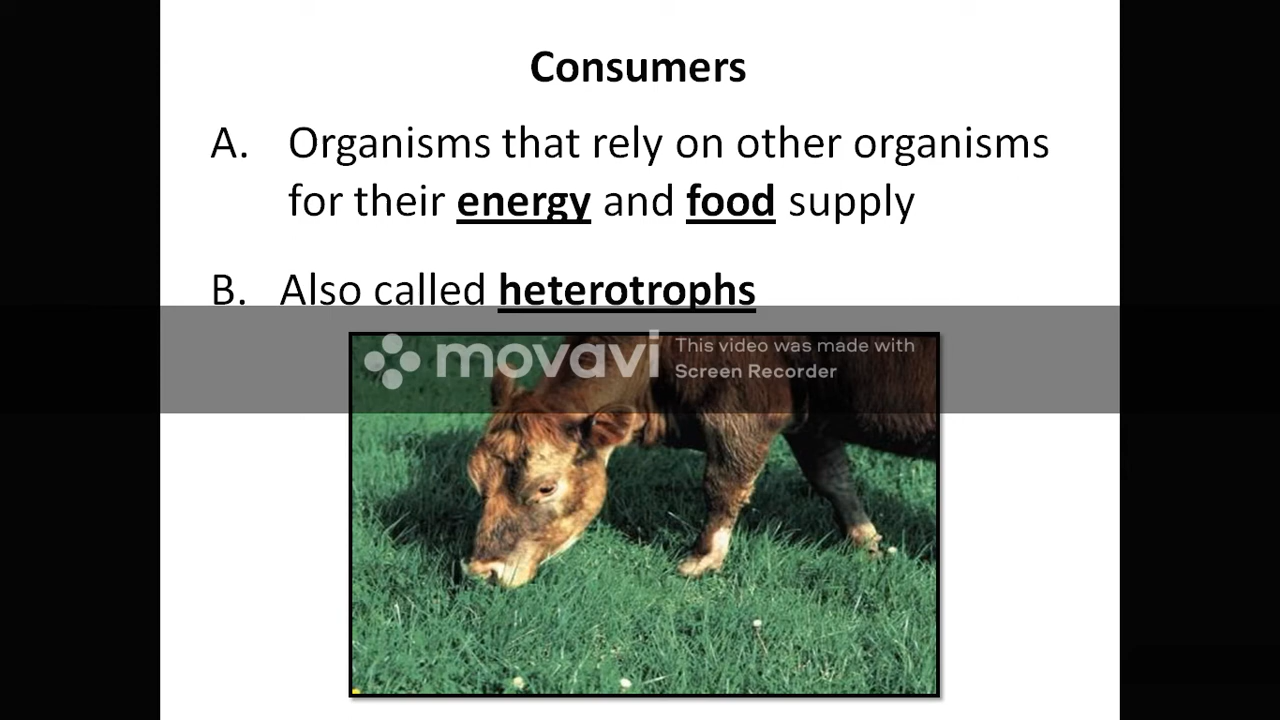 Consumers
A. Organisms that rely on other organisms
for their energy and food supply
B. Also called heterotrophs
movavi
This video was made with
Screen Recorder